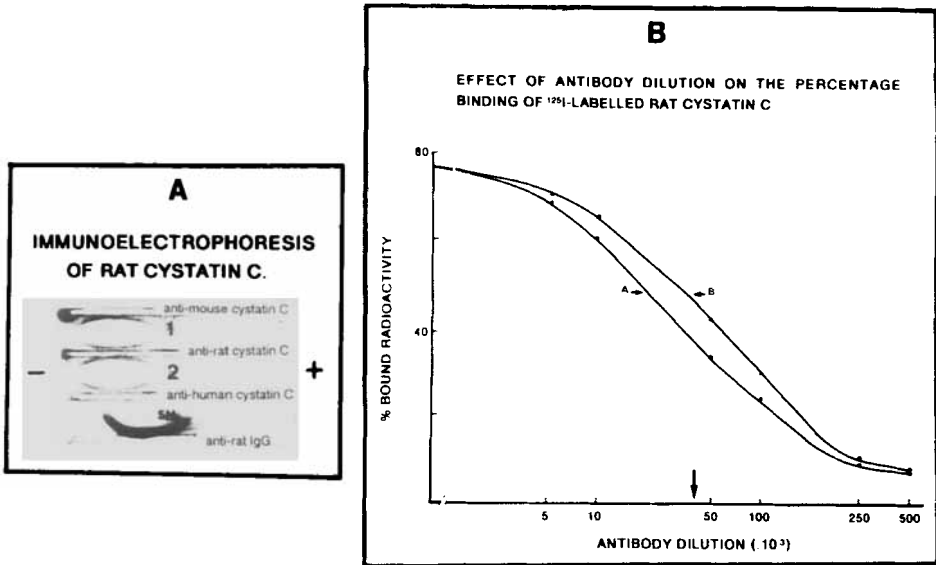 A
IMMUNOELECTROPHORESIS
OF RAT CYSTATIN C.
anti-mouse cystatin C
1
anti-rat cystatin C
−
2
+
anti-human cystatin C
anti-rat IgG
B
EFFECT OF ANTIBODY DILUTION ON THE PERCENTAGE
BINDING OF ¹²⁵I-LABELLED RAT CYSTATIN C
80
% BOUND RADIOACTIVITY
A
B
40
5 10 50 100 250 500
ANTIBODY DILUTION (.10³)